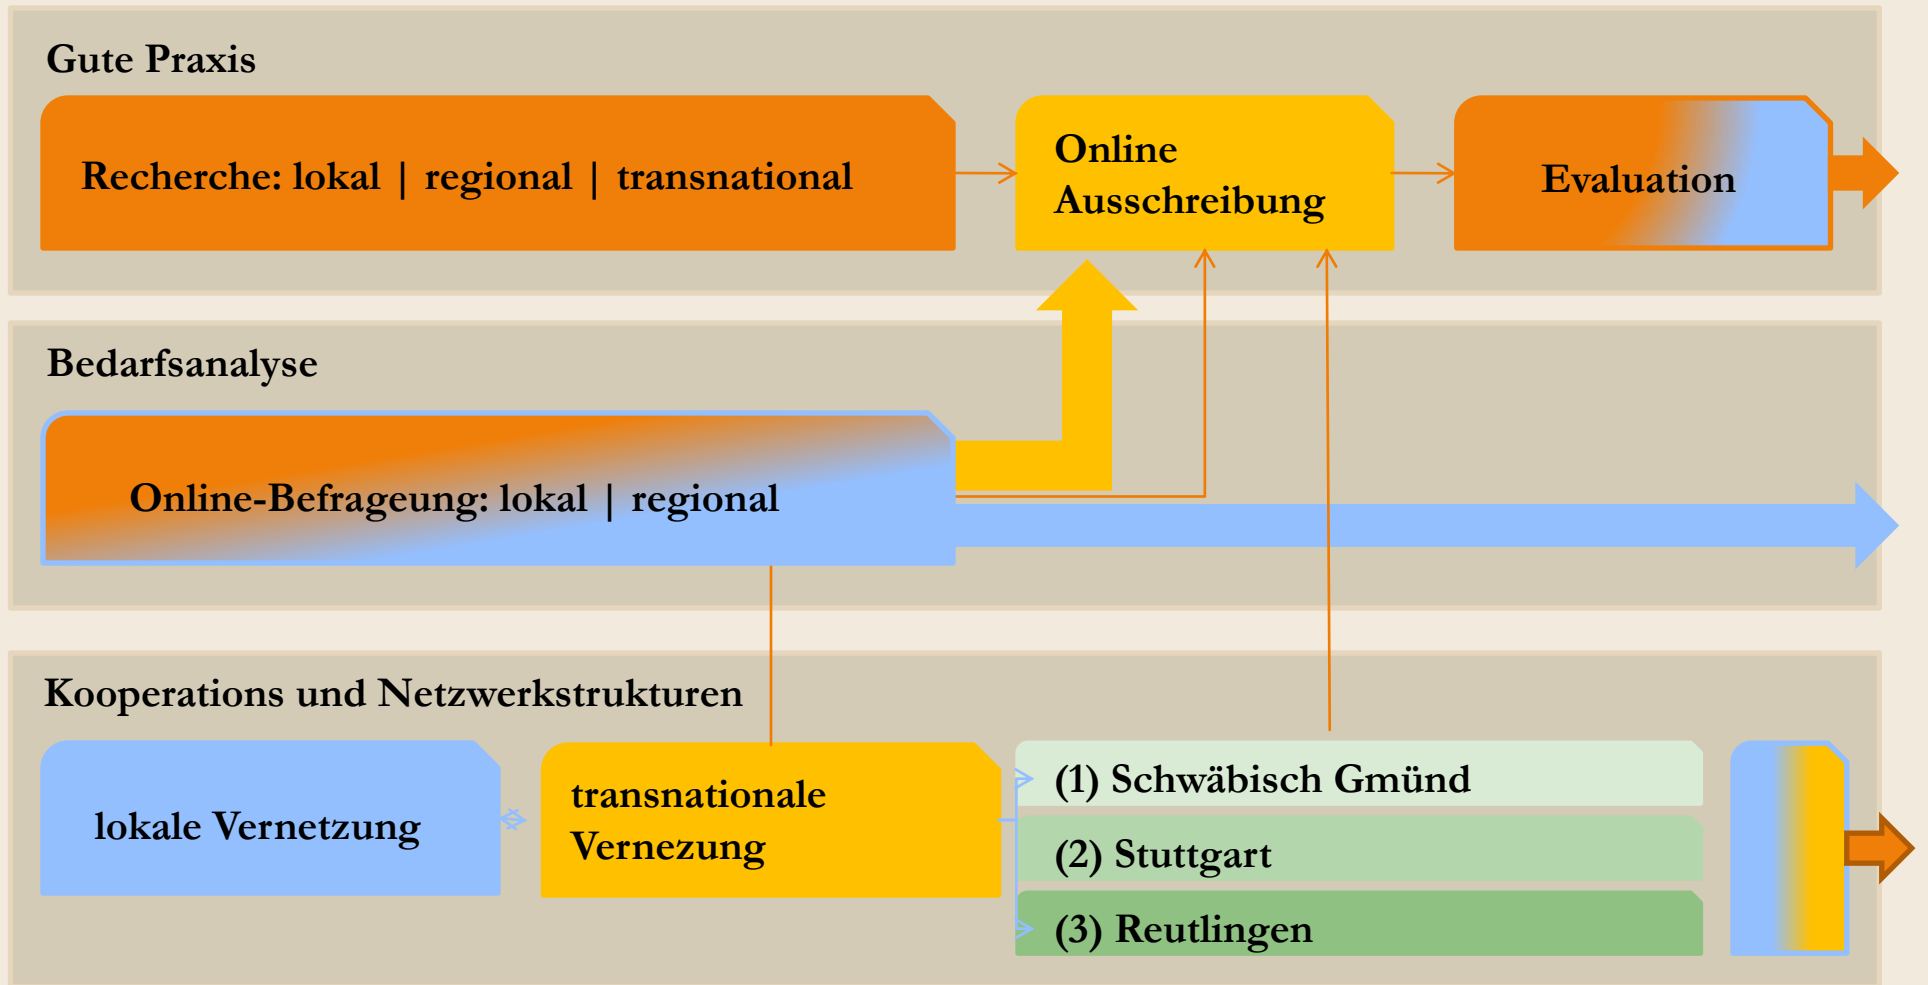 Gute Praxis
Recherche: lokal | regional | transnational
Online
Ausschreibung
Evaluation
Bedarfsanalyse
Online-Befrageung: lokal | regional
Kooperations und Netzwerkstrukturen
lokale Vernetzung
transnationale
Vernezung
(1) Schwäbisch Gmünd
(2) Stuttgart
(3) Reutlingen